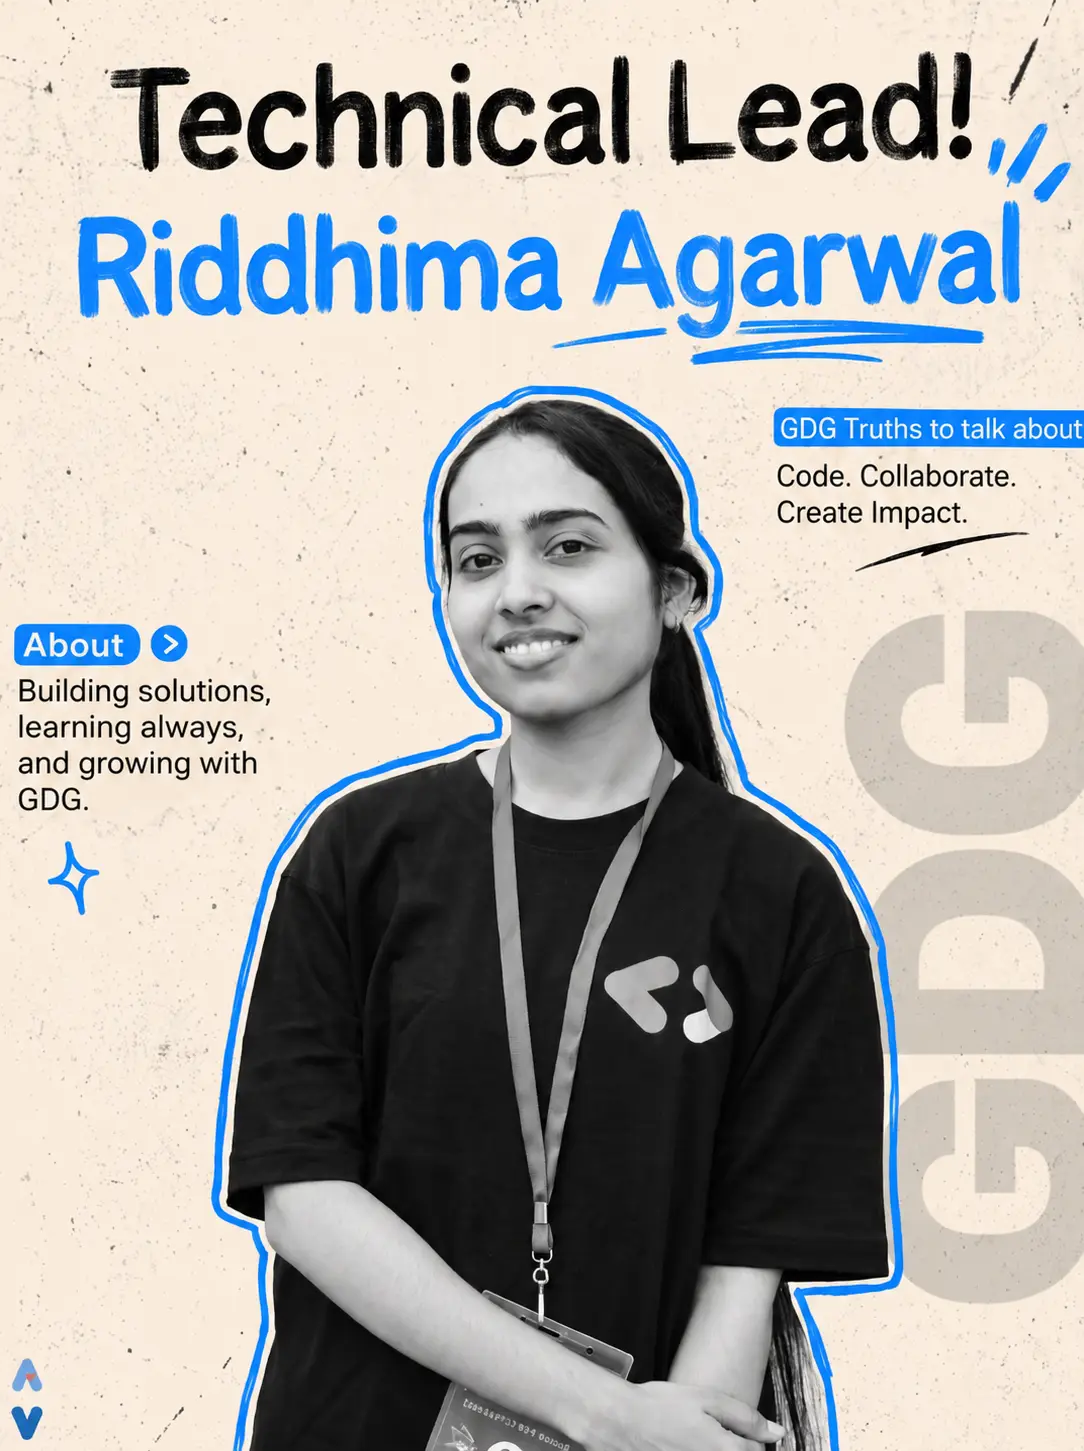 Technical Lead!
Riddhima Agarwal
GDG Truths to talk about
Code. Collaborate.
Create Impact.
About
Building solutions,
learning always,
and growing with
GDG.
GDG